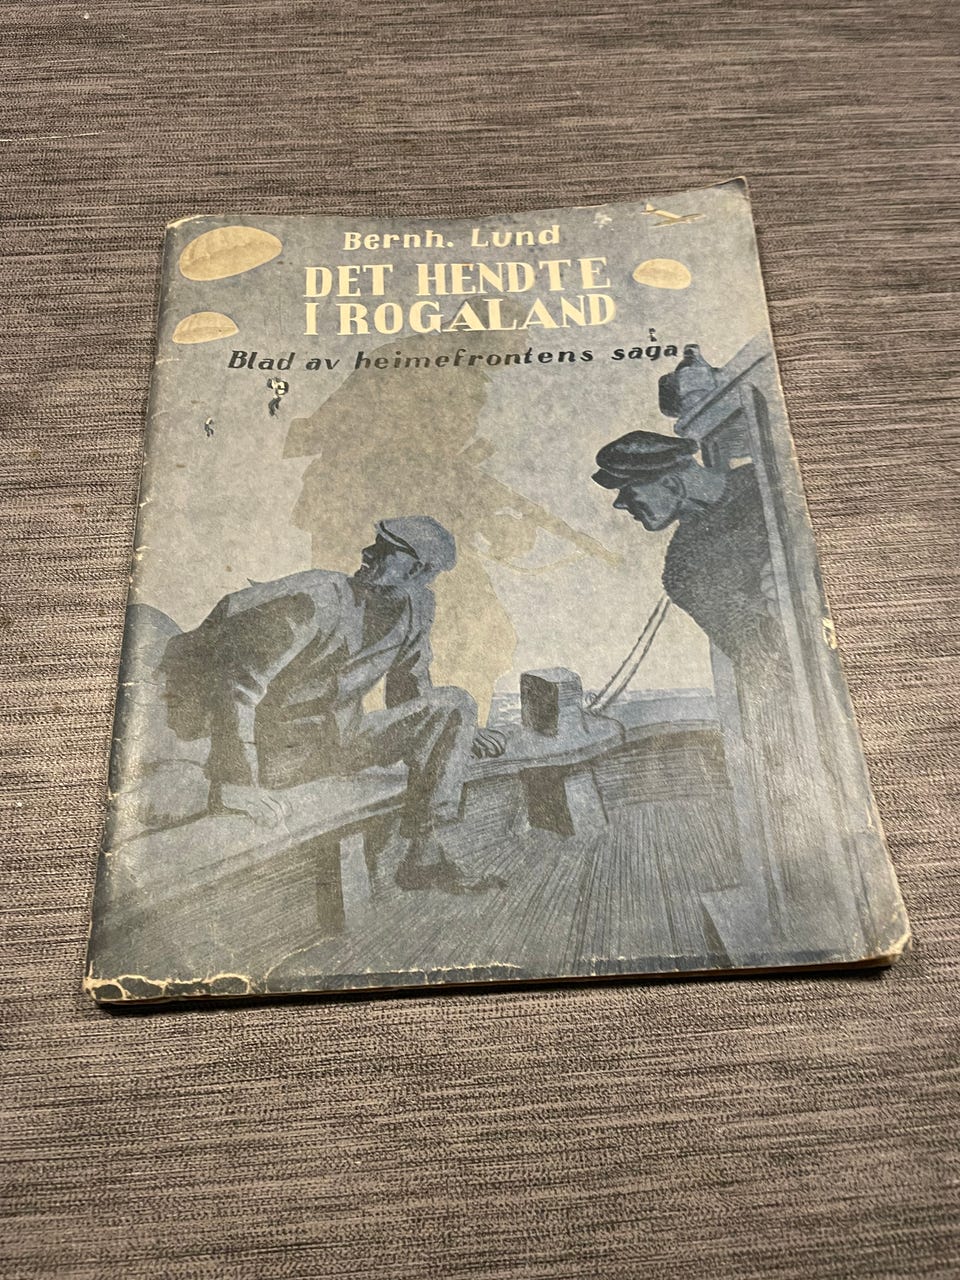 Bernh. Lund
DET HENDTE
I ROGALAND
Blad av heimefrontens saga